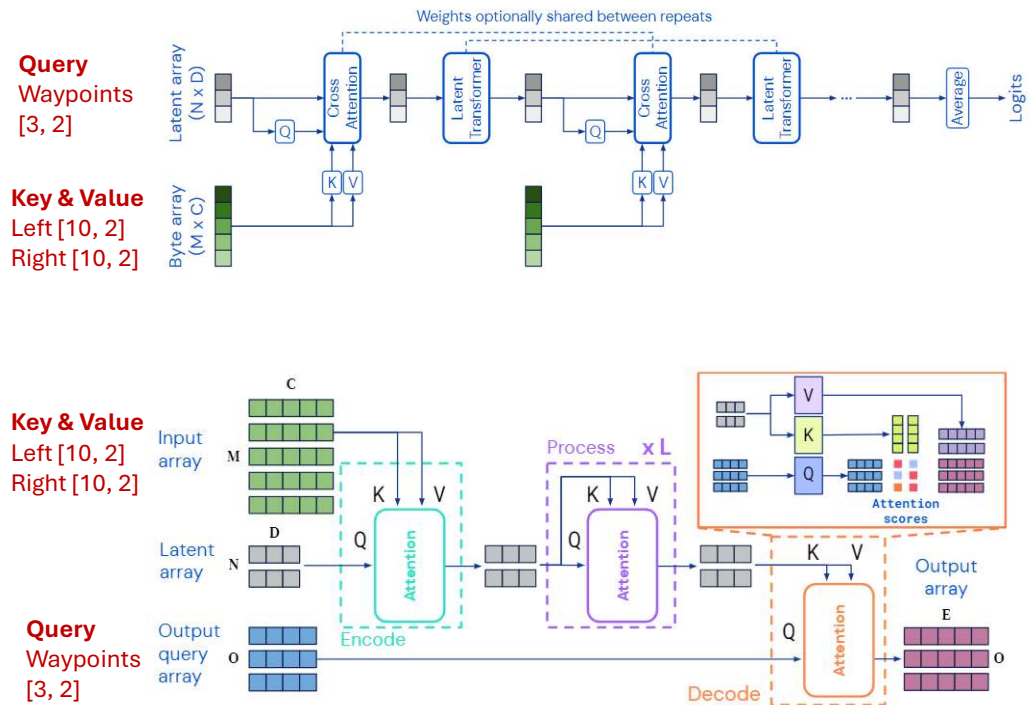 Weights optionally shared between repeats
Query
Waypoints
[3, 2]
Latent array
(N x D)
Q
Cross
Attention
Latent
Transformer
Q
Cross
Attention
Latent
Transformer
...
Average
Logits
Key & Value
Left [10, 2]
Right [10, 2]
Byte array
(M x C)
K
V
K
V
Key & Value
Left [10, 2]
Right [10, 2]
Input
array
C
M
K
V
Process
x L
K
V
V
K
Q
Attention
scores
Latent
array
D
N
Q
Attention
Encode
Q
Attention
K
V
Output
array
Query
Waypoints
[3, 2]
Output
query
array
O
Q
Attention
Decode
E
O